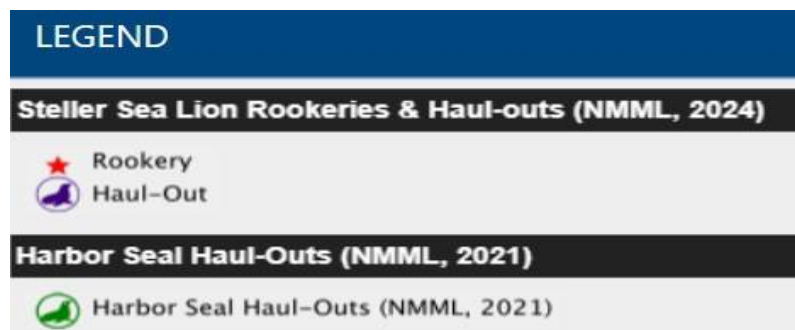 LEGEND
Steller Sea Lion Rookeries & Haul-outs (NMML, 2024)
Rookery
Haul-Out
Harbor Seal Haul-Outs (NMML, 2021)
Harbor Seal Haul-Outs (NMML, 2021)